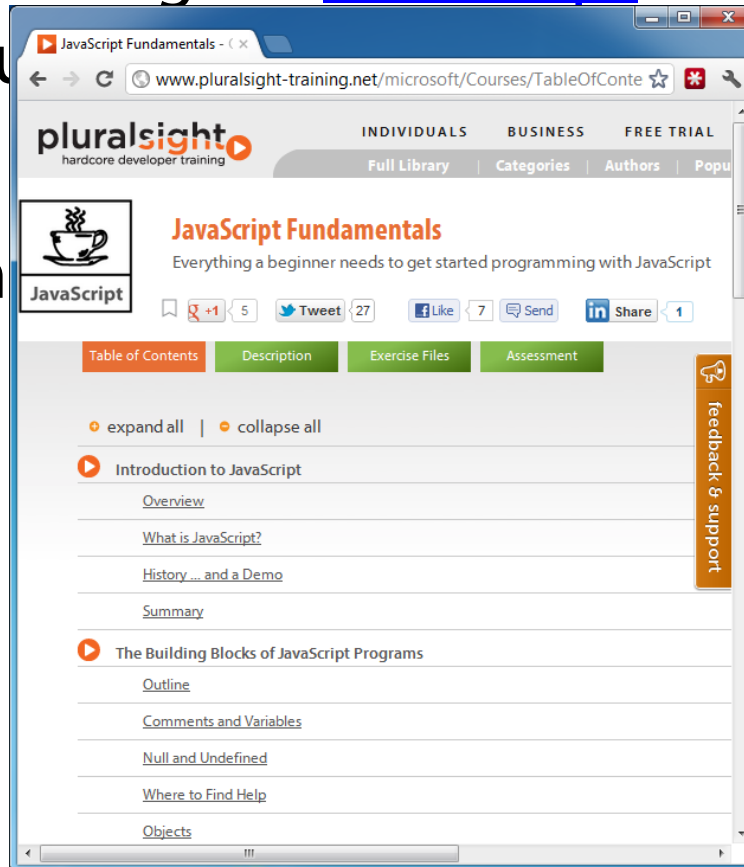 JavaScript Fundamentals - (
www.pluralsight-training.net/microsoft/Courses/TableOfConte
pluralsight
hardcore developer training
INDIVIDUALS BUSINESS FREE TRIAL
Full Library | Categories | Authors | Popu
JavaScript
JavaScript Fundamentals
Everything a beginner needs to get started programming with JavaScript
+1 5 Tweet 27 Like 7 Send in Share 1
Table of Contents Description Exercise Files Assessment
feedback & support
expand all | collapse all
Introduction to JavaScript
Overview
What is JavaScript?
History ... and a Demo
Summary
The Building Blocks of JavaScript Programs
Outline
Comments and Variables
Null and Undefined
Where to Find Help
Objects